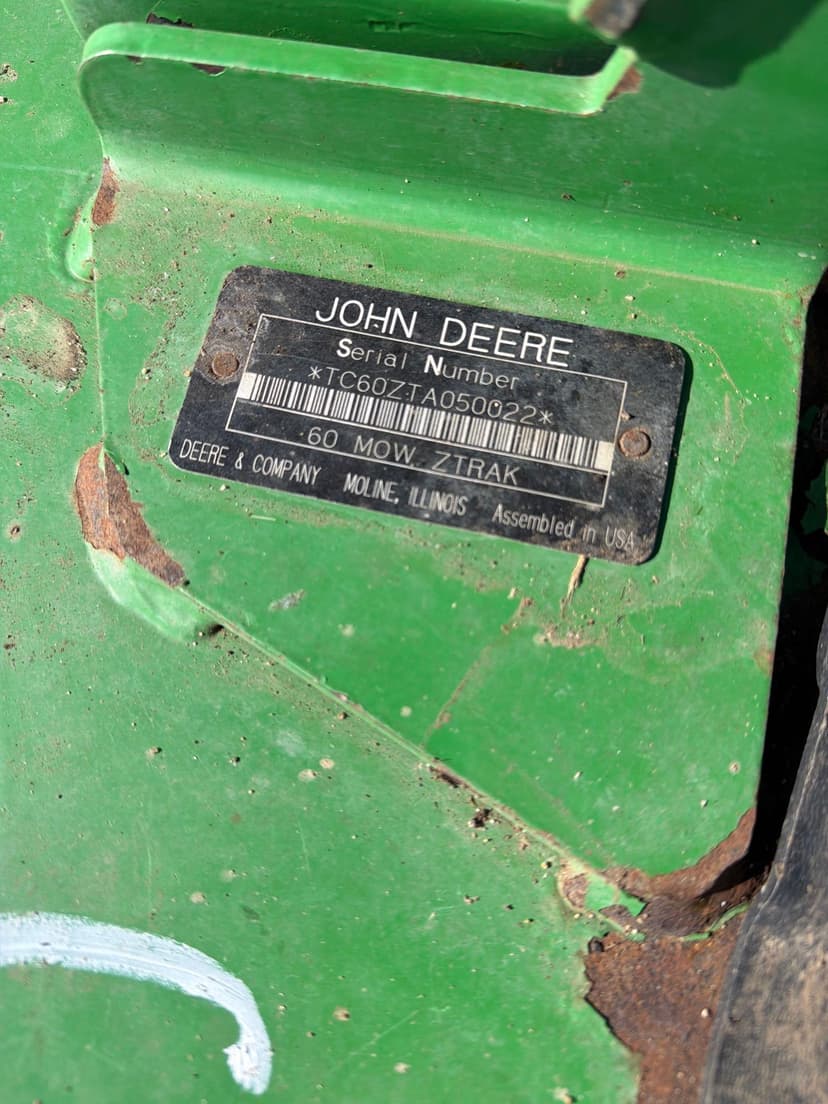 JOHN DEERE
Serial Number
*TC60ZTA050022*
60 MOW, ZTRAK
DEERE & COMPANY MOLINE, ILLINOIS Assembled in USA